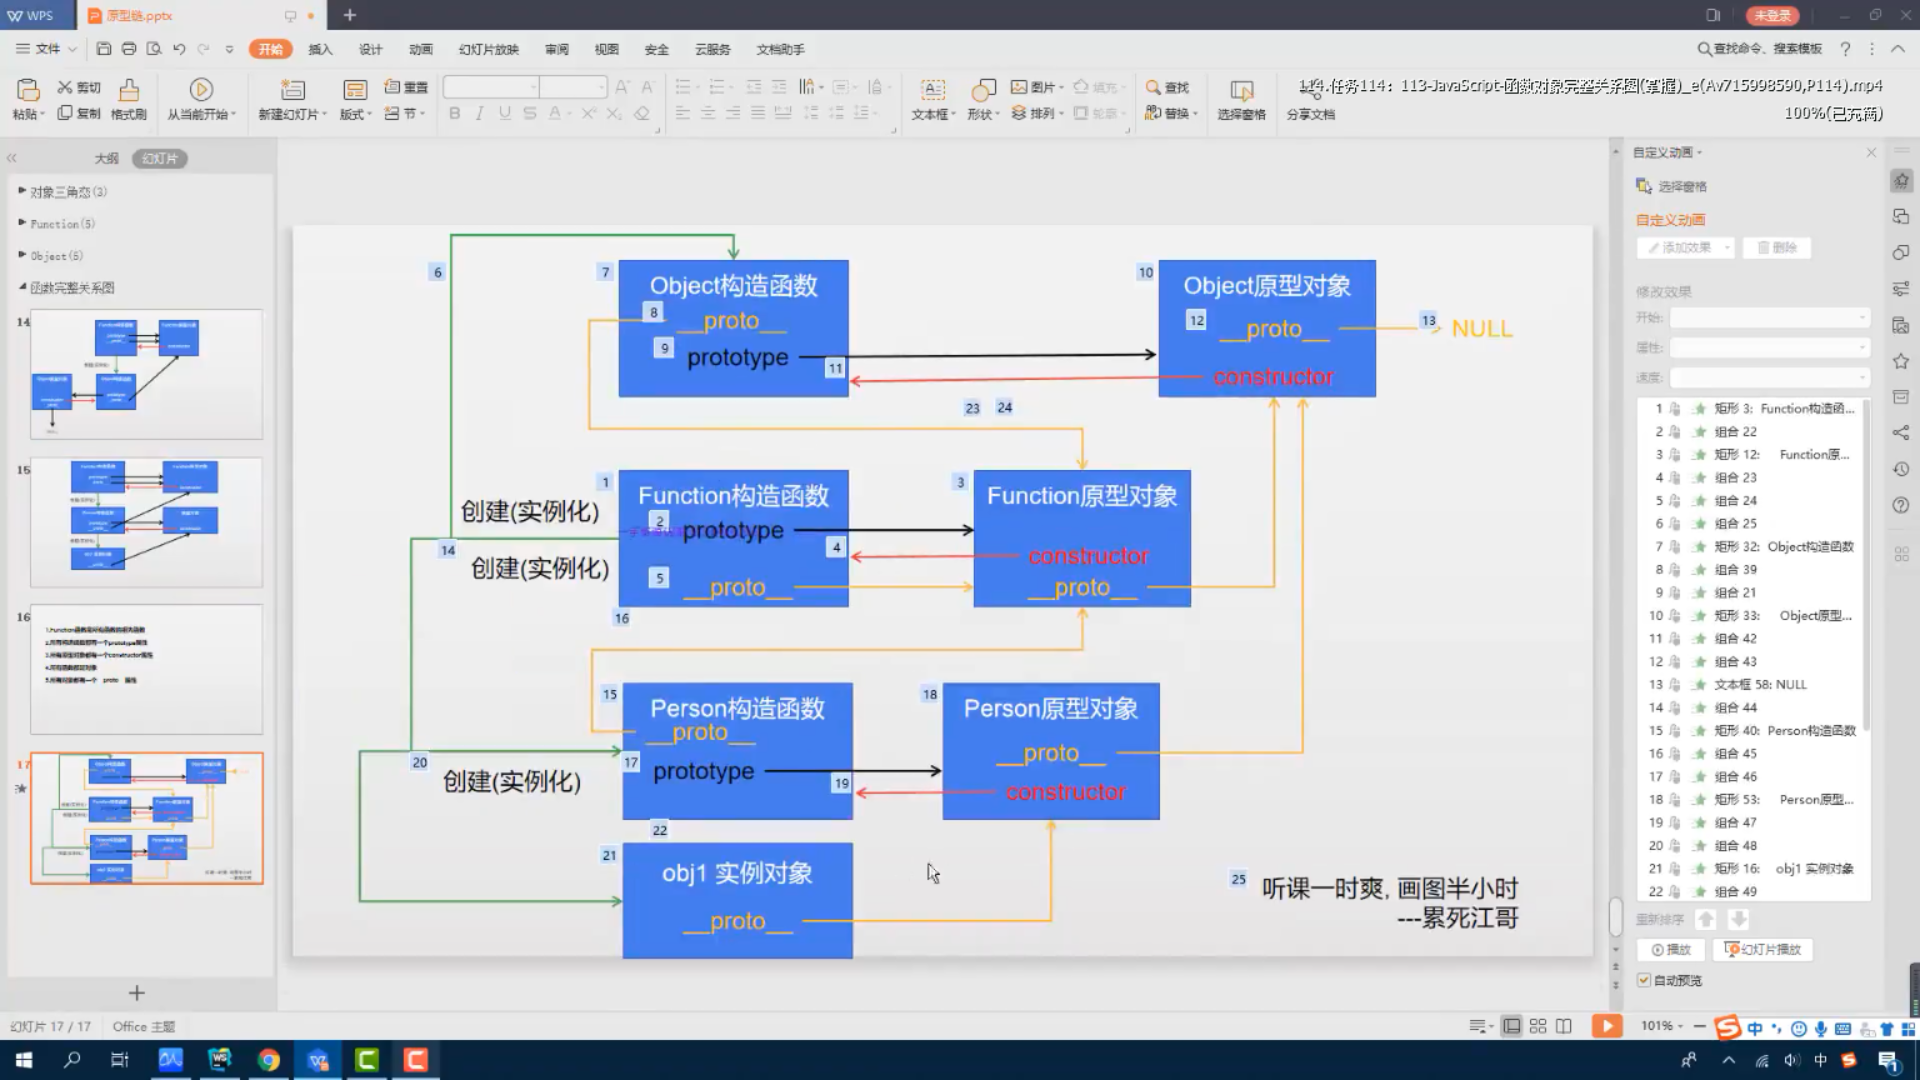 WPS
原型链.pptx
未登录
文件
开始
插入
设计
动画
幻灯片放映
审阅
视图
安全
云服务
文档助手
查找命令、搜索模板
粘贴
剪切
复制
格式刷
从当前开始
新建幻灯片
版式
重置
节
文本框
形状
图片
排列
填充
轮廓
查找
替换
选择窗格
分享文档
114.任务114: 113-JavaScript-函数对象完整关系图(掌握)_e(Av715998590,P114).mp4
100%(已充满)
大纲
幻灯片
对象三角恋(3)
Function(5)
Object(5)
函数完整关系图
14
15
16
17
6
7
Object构造函数
8
__proto__
9
prototype
11
10
Object原型对象
12
__proto__
13
NULL
constructor
23
24
创建(实例化)
14
创建(实例化)
1
Function构造函数
2
prototype
4
5
__proto__
16
3
Function原型对象
constructor
__proto__
15
Person构造函数
__proto__
17
prototype
19
18
Person原型对象
__proto__
constructor
20
创建(实例化)
22
21
obj1 实例对象
__proto__
25
听课一时爽, 画图半小时
---累死江哥
自定义动画
选择窗格
自定义动画
添加效果
删除
修改效果
开始:
属性:
速度:
1 矩形 3: Function构造函...
2 组合 22
3 矩形 12: Function原...
4 组合 23
5 组合 24
6 组合 25
7 矩形 32: Object构造函数
8 组合 39
9 组合 21
10 矩形 33: Object原型...
11 组合 42
12 组合 43
13 文本框 58: NULL
14 组合 44
15 矩形 40: Person构造函数
16 组合 45
17 组合 46
18 矩形 53: Person原型...
19 组合 47
20 组合 48
21 矩形 16: obj1 实例对象
22 组合 49
重新排序
播放
幻灯片播放
自动预览
幻灯片 17 / 17
Office 主题
101%
中
中